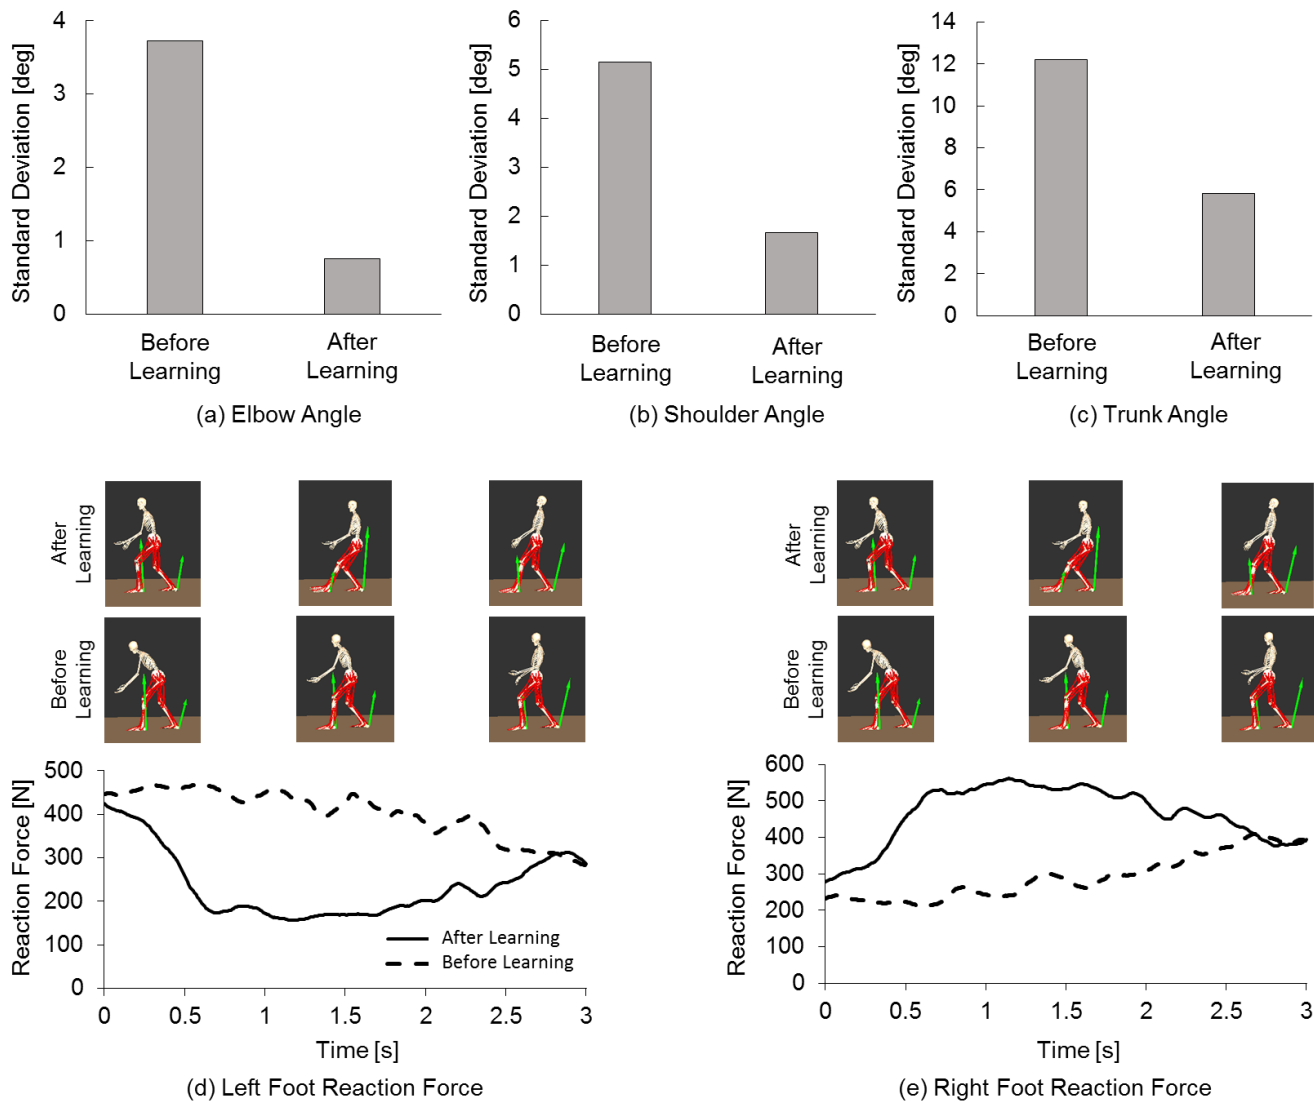 Standard Deviation [deg]
4
3
2
1
0
Before
Learning
After
Learning
(a) Elbow Angle
Standard Deviation [deg]
6
5
4
3
2
1
0
Before
Learning
After
Learning
(b) Shoulder Angle
Standard Deviation [deg]
14
12
10
8
6
4
2
0
Before
Learning
After
Learning
(c) Trunk Angle
After
Learning
Before
Learning
Reaction Force [N]
500
400
300
200
100
0
After Learning
Before Learning
0 0.5 1 1.5 2 2.5 3
Time [s]
(d) Left Foot Reaction Force
After
Learning
Before
Learning
Reaction Force [N]
600
500
400
300
200
100
0
0 0.5 1 1.5 2 2.5 3
Time [s]
(e) Right Foot Reaction Force